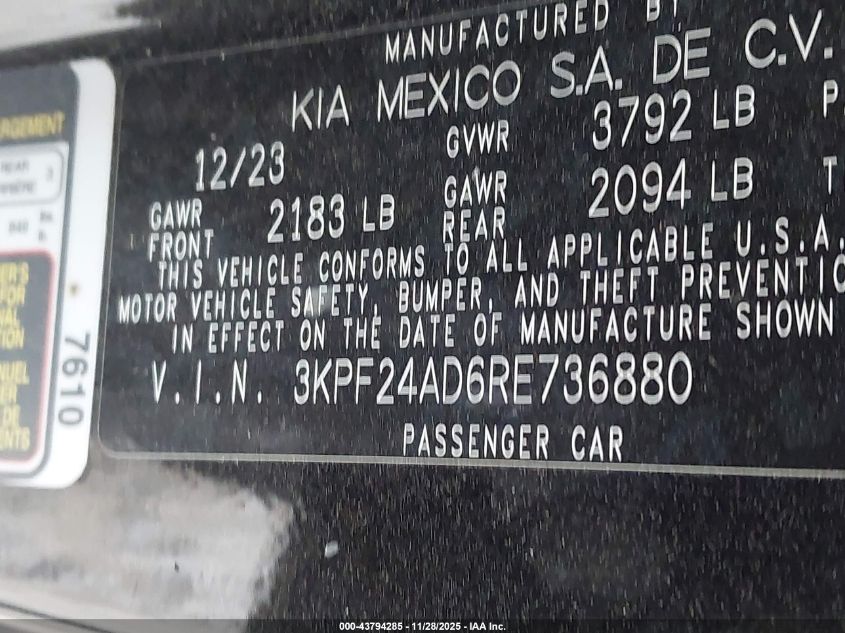 MANUFACTURED BY
KIA MEXICO S.A. DE C.V.
12/23 GVWR 3792 LB P
GAWR FRONT 2183 LB GAWR REAR 2094 LB T
THIS VEHICLE CONFORMS TO ALL APPLICABLE U.S.A.
MOTOR VEHICLE SAFETY, BUMPER, AND THEFT PREVENTIO
IN EFFECT ON THE DATE OF MANUFACTURE SHOWN
V.I.N. 3KPF24AD6RE736880
PASSENGER CAR
REAR
7610
000-43794285 - 11/28/2025 - IAA Inc.